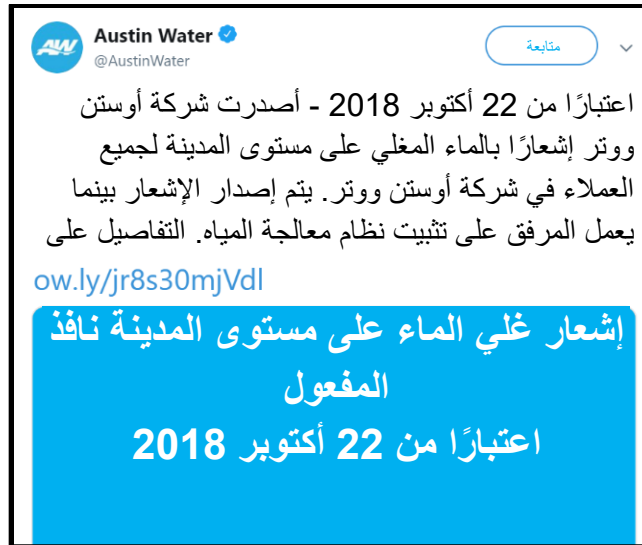 Austin Water
@AustinWater
متابعة
اعتبارًا من 22 أكتوبر 2018 - أصدرت شركة أوستن
ووتر إشعارًا بالماء المغلي على مستوى المدينة لجميع
العملاء في شركة أوستن ووتر. يتم إصدار الإشعار بينما
يعمل المرفق على تثبيت نظام معالجة المياه. التفاصيل على
ow.ly/jr8s30mjVdl
إشعار غلي الماء على مستوى المدينة نافذ
المفعول
اعتبارًا من 22 أكتوبر 2018